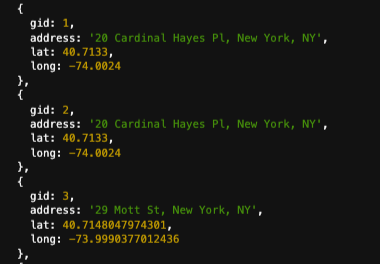 {
gid: 1,
address: '20 Cardinal Hayes Pl, New York, NY',
lat: 40.7133,
long: -74.0024
},
{
gid: 2,
address: '20 Cardinal Hayes Pl, New York, NY',
lat: 40.7133,
long: -74.0024
},
{
gid: 3,
address: '29 Mott St, New York, NY',
lat: 40.7148047974301,
long: -73.9990377012436
},